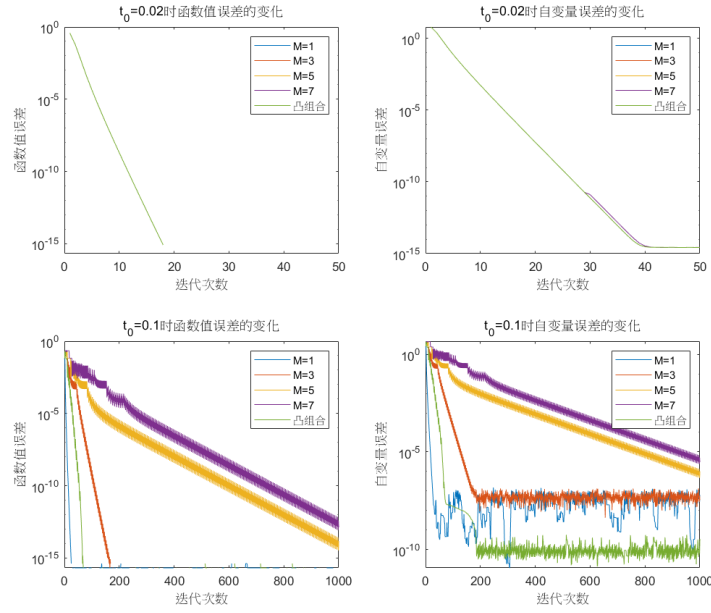 t0=0.02时函数值误差的变化
10^0
10^-5
10^-10
10^-15
函数值误差
M=1
M=3
M=5
M=7
凸组合
0 10 20 30 40 50
迭代次数
t0=0.02时自变量误差的变化
10^0
10^-5
10^-10
10^-15
自变量误差
M=1
M=3
M=5
M=7
凸组合
0 10 20 30 40 50
迭代次数
t0=0.1时函数值误差的变化
10^0
10^-5
10^-10
10^-15
函数值误差
M=1
M=3
M=5
M=7
凸组合
0 200 400 600 800 1000
迭代次数
t0=0.1时自变量误差的变化
10^0
10^-5
10^-10
自变量误差
M=1
M=3
M=5
M=7
凸组合
0 200 400 600 800 1000
迭代次数